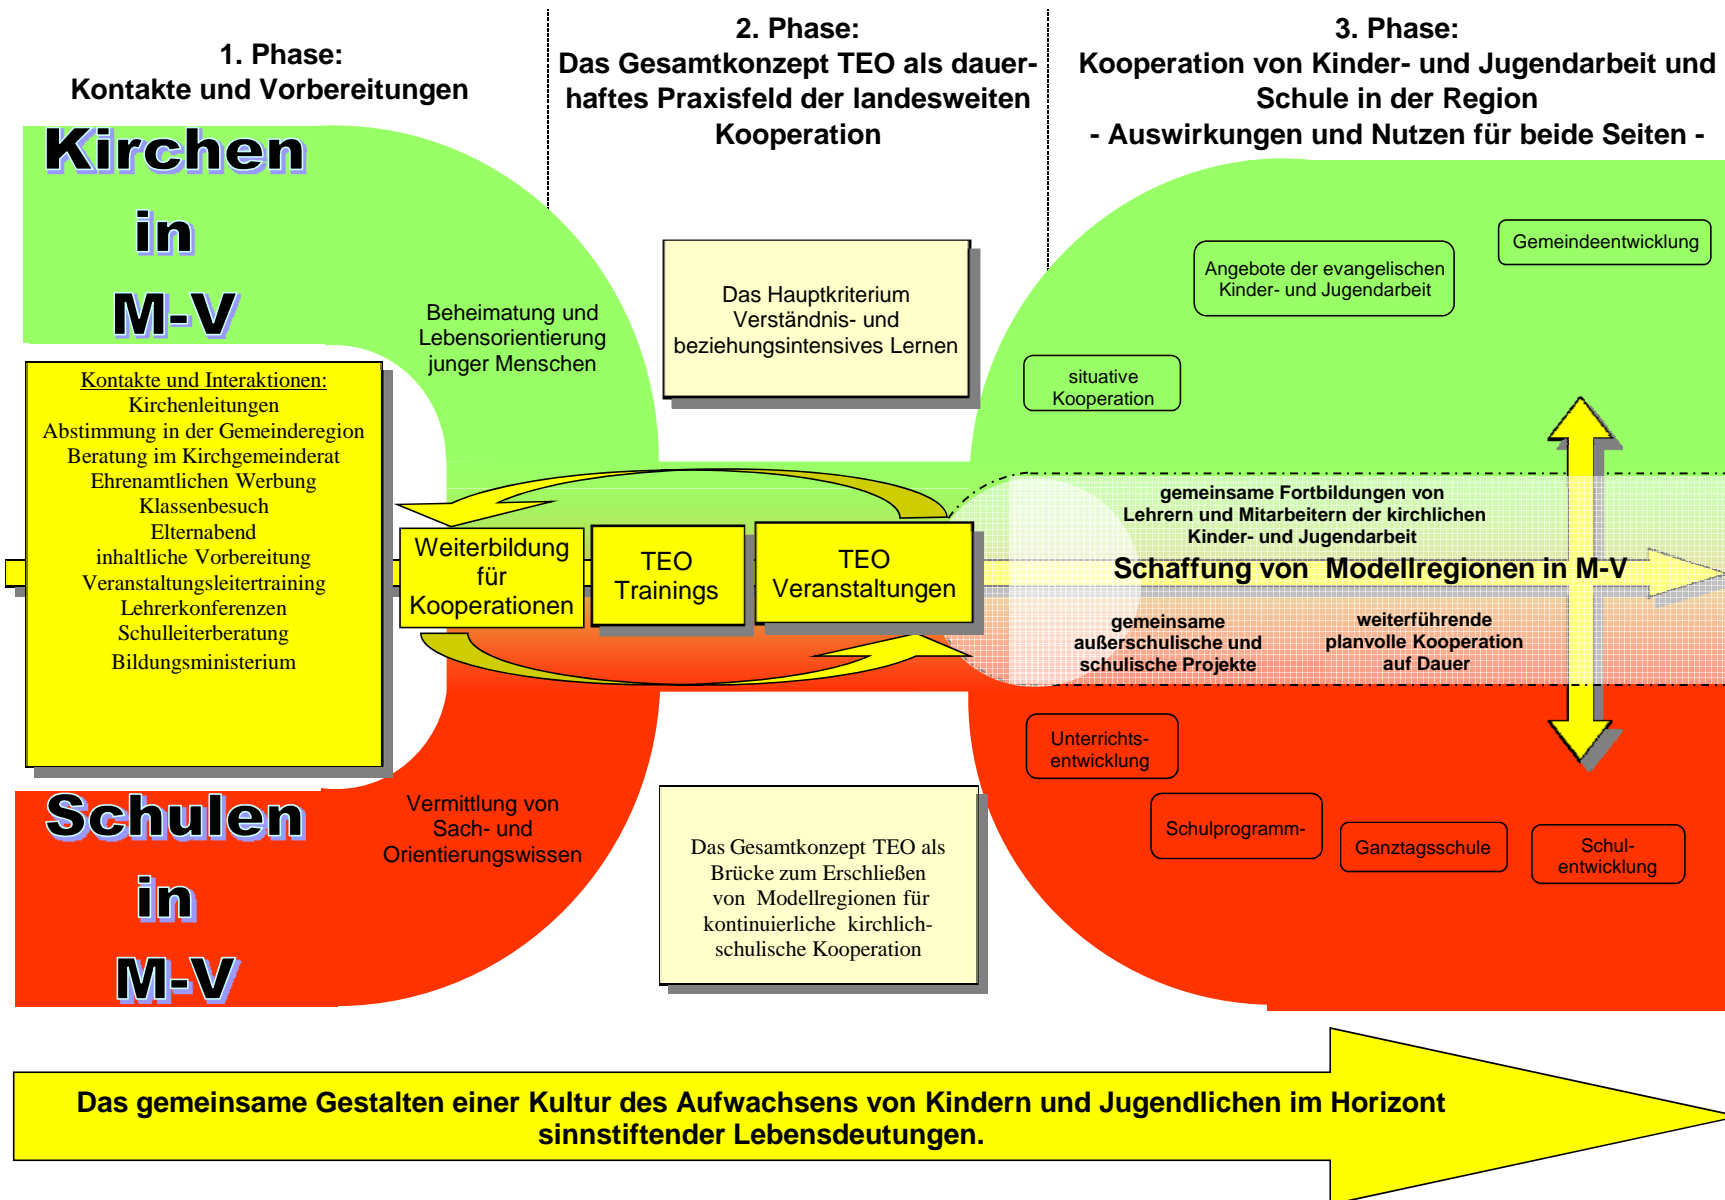 1. Phase:
Kontakte und Vorbereitungen
2. Phase:
Das Gesamtkonzept TEO als dauer-
haftes Praxisfeld der landesweiten
Kooperation
3. Phase:
Kooperation von Kinder- und Jugendarbeit und
Schule in der Region
- Auswirkungen und Nutzen für beide Seiten -
Kirchen
in
M-V
Beheimatung und
Lebensorientierung
junger Menschen
Das Hauptkriterium
Verständnis- und
beziehungsintensives Lernen
Gemeindeentwicklung
Angebote der evangelischen
Kinder- und Jugendarbeit
situative
Kooperation
Kontakte und Interaktionen:
Kirchenleitungen
Abstimmung in der Gemeinderegion
Beratung im Kirchgemeinderat
Ehrenamtlichen Werbung
Klassenbesuch
Elternabend
inhaltliche Vorbereitung
Veranstaltungsleitertraining
Lehrerkonferenzen
Schulleiterberatung
Bildungsministerium
Weiterbildung
für
Kooperationen
TEO
Trainings
TEO
Veranstaltungen
gemeinsame Fortbildungen von
Lehrern und Mitarbeitern der kirchlichen
Kinder- und Jugendarbeit
Schaffung von Modellregionen in M-V
gemeinsame
außerschulische und
schulische Projekte
weiterführende
planvolle Kooperation
auf Dauer
Schulen
in
M-V
Vermittlung von
Sach- und
Orientierungswissen
Das Gesamtkonzept TEO als
Brücke zum Erschließen
von Modellregionen für
kontinuierliche kirchlich-
schulische Kooperation
Unterrichts-
entwicklung
Schulprogramm-
Ganztagsschule
Schul-
entwicklung
Das gemeinsame Gestalten einer Kultur des Aufwachsens von Kindern und Jugendlichen im Horizont
sinnstiftender Lebensdeutungen.